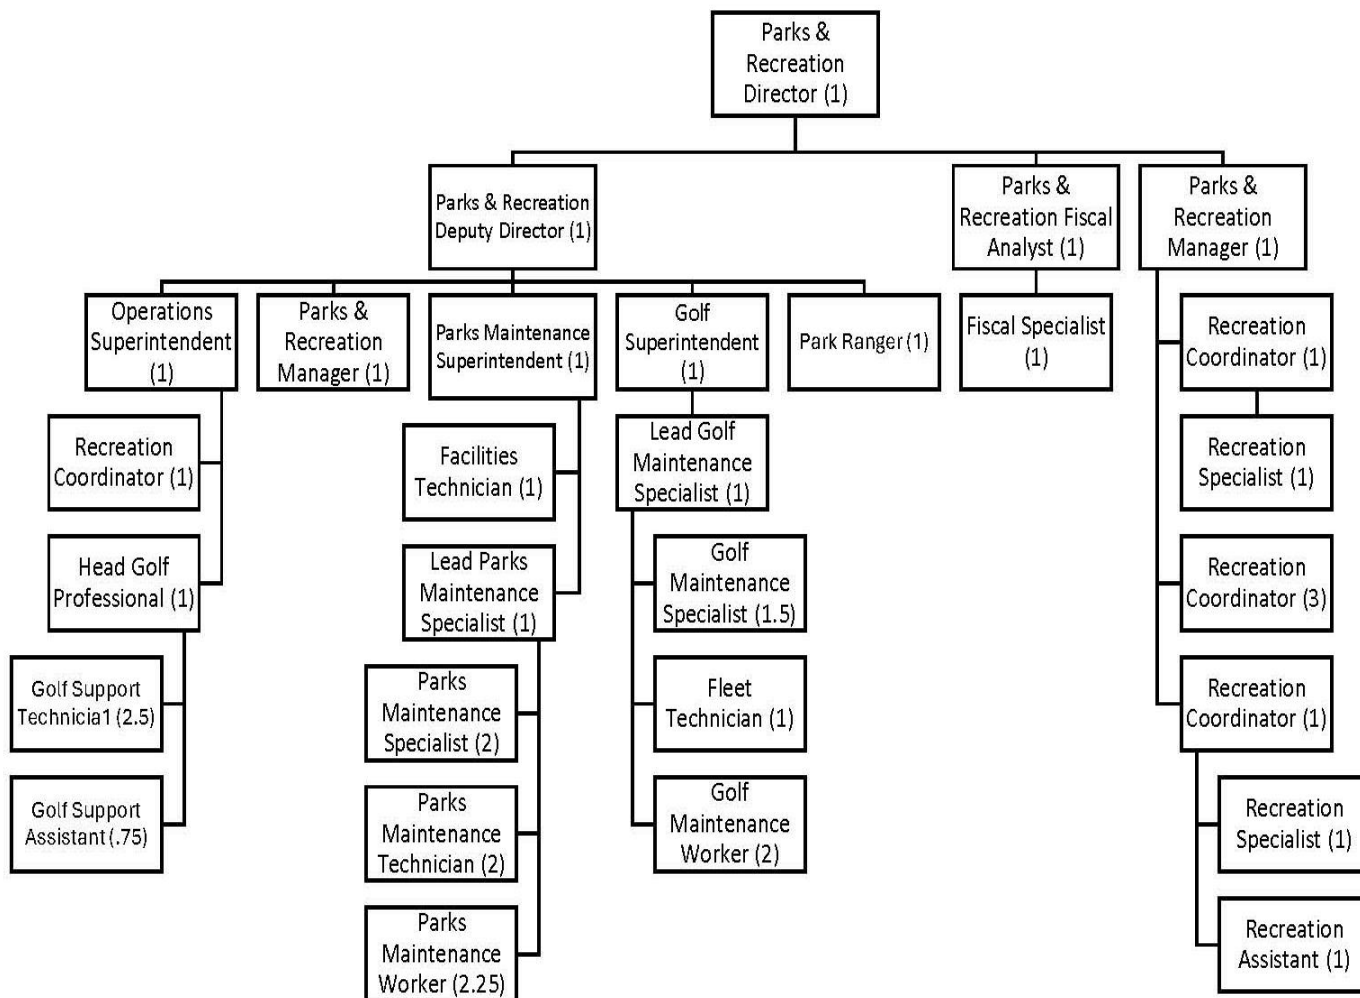 Parks &
Recreation
Director (1)
Parks & Recreation
Deputy Director (1)
Parks &
Recreation Fiscal
Analyst (1)
Parks &
Recreation
Manager (1)
Operations
Superintendent
(1)
Parks &
Recreation
Manager (1)
Parks Maintenance
Superintendent (1)
Golf
Superintendent
(1)
Park Ranger (1)
Fiscal Specialist
(1)
Recreation
Coordinator (1)
Recreation
Coordinator (1)
Facilities
Technician (1)
Lead Golf
Maintenance
Specialist (1)
Recreation
Specialist (1)
Head Golf
Professional (1)
Lead Parks
Maintenance
Specialist (1)
Golf
Maintenance
Specialist (1.5)
Recreation
Coordinator (3)
Golf Support
Technicia1 (2.5)
Parks
Maintenance
Specialist (2)
Fleet
Technician (1)
Recreation
Coordinator (1)
Golf Support
Assistant (.75)
Parks
Maintenance
Technician (2)
Golf
Maintenance
Worker (2)
Recreation
Specialist (1)
Parks
Maintenance
Worker (2.25)
Recreation
Assistant (1)